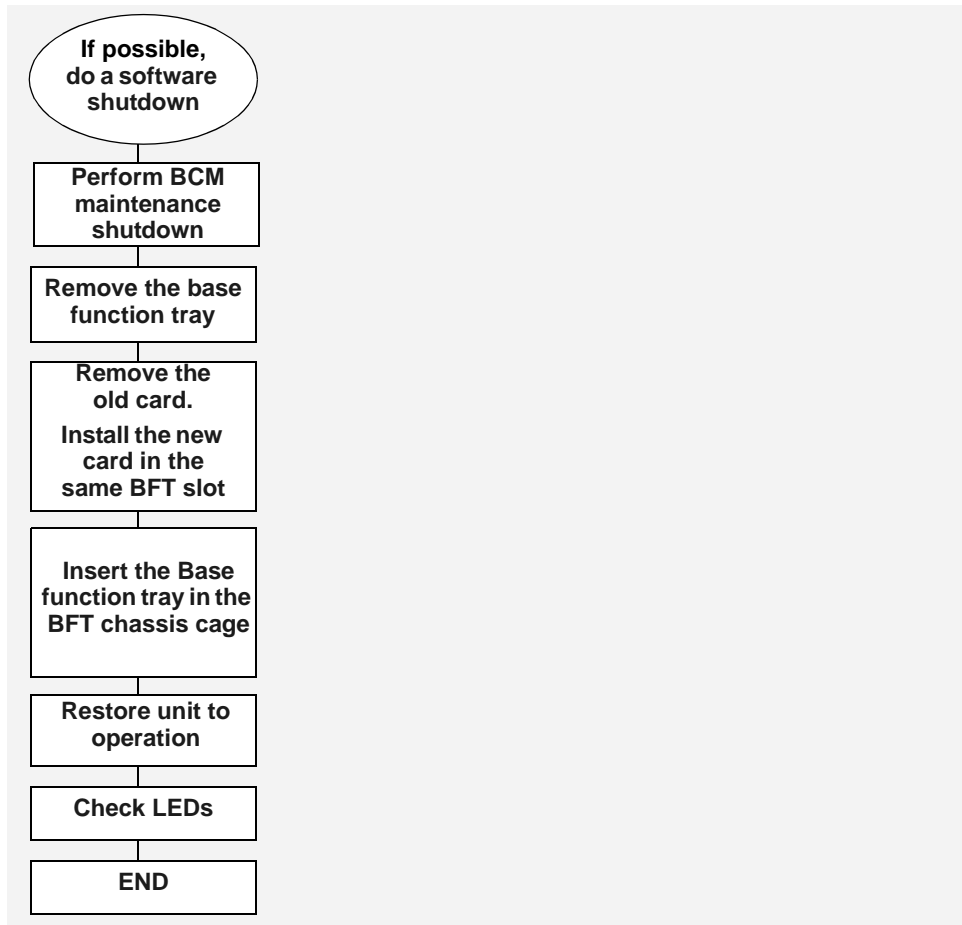 If possible,
do a software
shutdown
Perform BCM
maintenance
shutdown
Remove the base
function tray
Remove the
old card.
Install the new
card in the
same BFT slot
Insert the Base
function tray in the
BFT chassis cage
Restore unit to
operation
Check LEDs
END